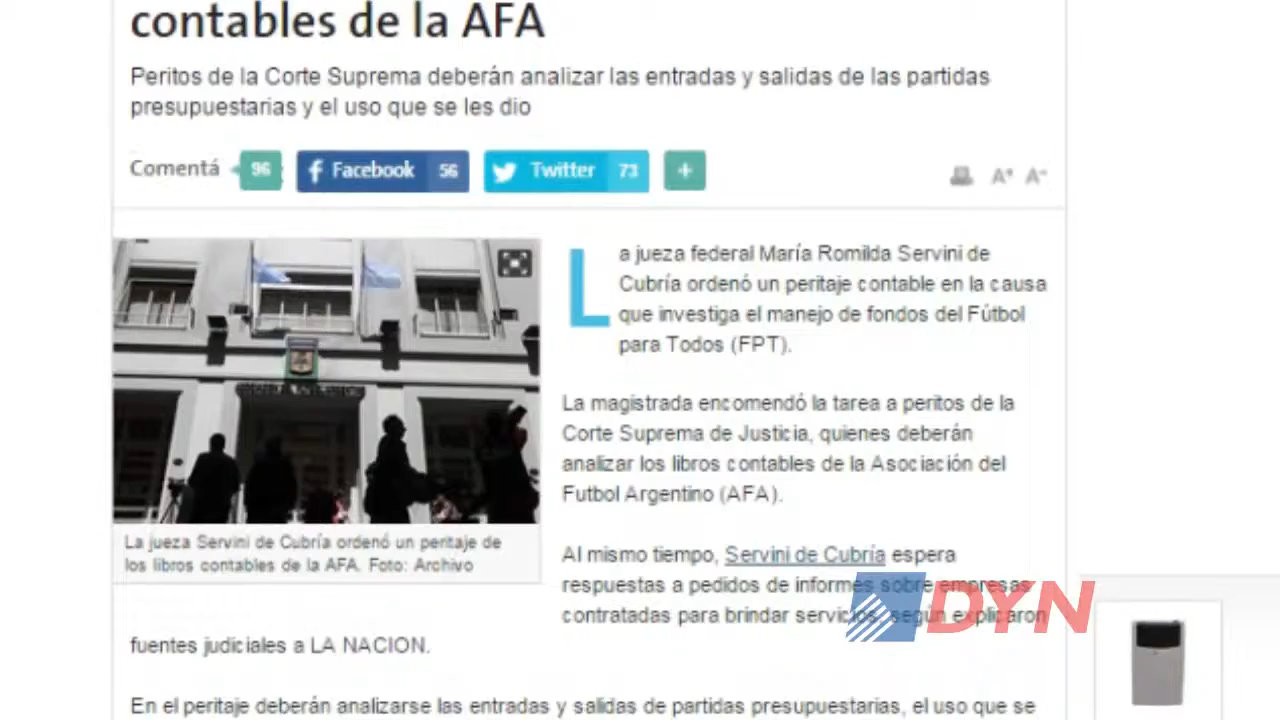 contables de la AFA
Peritos de la Corte Suprema deberán analizar las entradas y salidas de las partidas
presupuestarias y el uso que se les dio
Comentá 96 Facebook 56 Twitter 73 + A+ A-
La jueza federal María Romilda Servini de
Cubría ordenó un peritaje contable en la causa
que investiga el manejo de fondos del Fútbol
para Todos (FPT).
La magistrada encomendó la tarea a peritos de la
Corte Suprema de Justicia, quienes deberán
analizar los libros contables de la Asociación del
Futbol Argentino (AFA).
La jueza Servini de Cubría ordenó un peritaje de
los libros contables de la AFA. Foto: Archivo
Al mismo tiempo, Servini de Cubría espera
respuestas a pedidos de informes sobre empresas
contratadas para brindar servicios, según explicaron
fuentes judiciales a LA NACION.
DYN
En el peritaje deberán analizarse las entradas y salidas de partidas presupuestarias, el uso que se